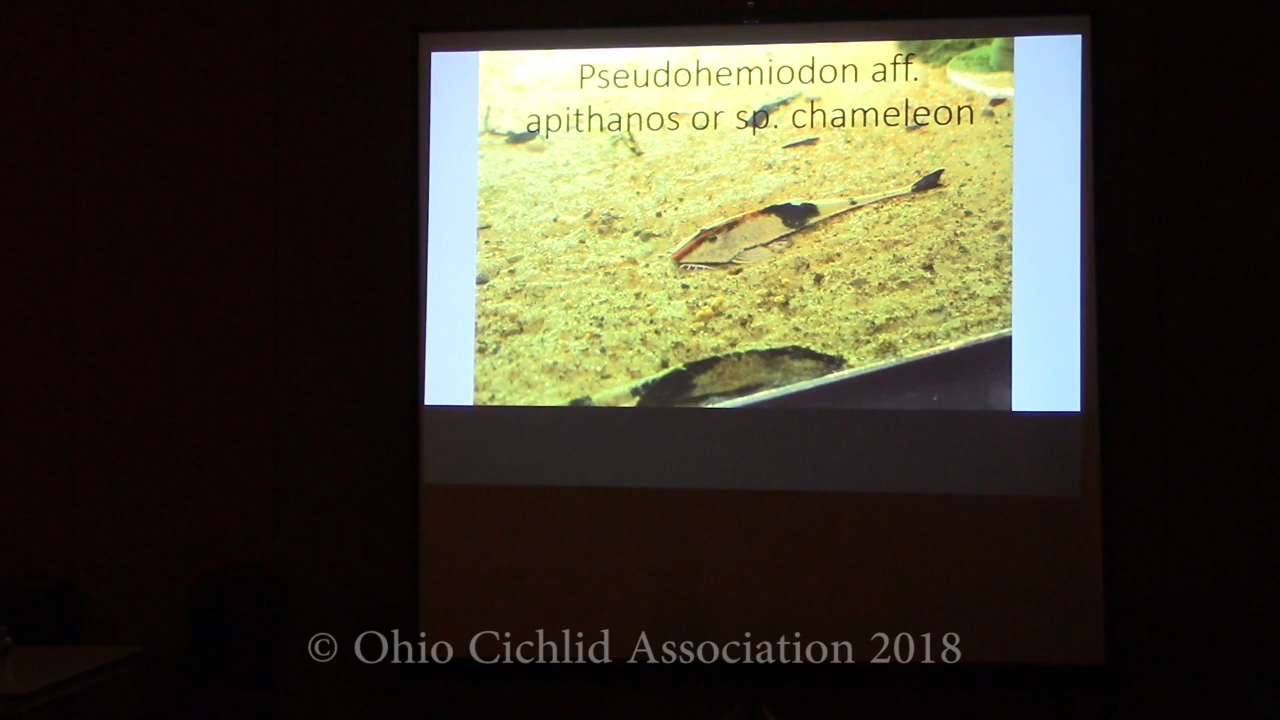 Pseudohemiodon aff.
apithanos or sp. chameleon
© Ohio Cichlid Association 2018